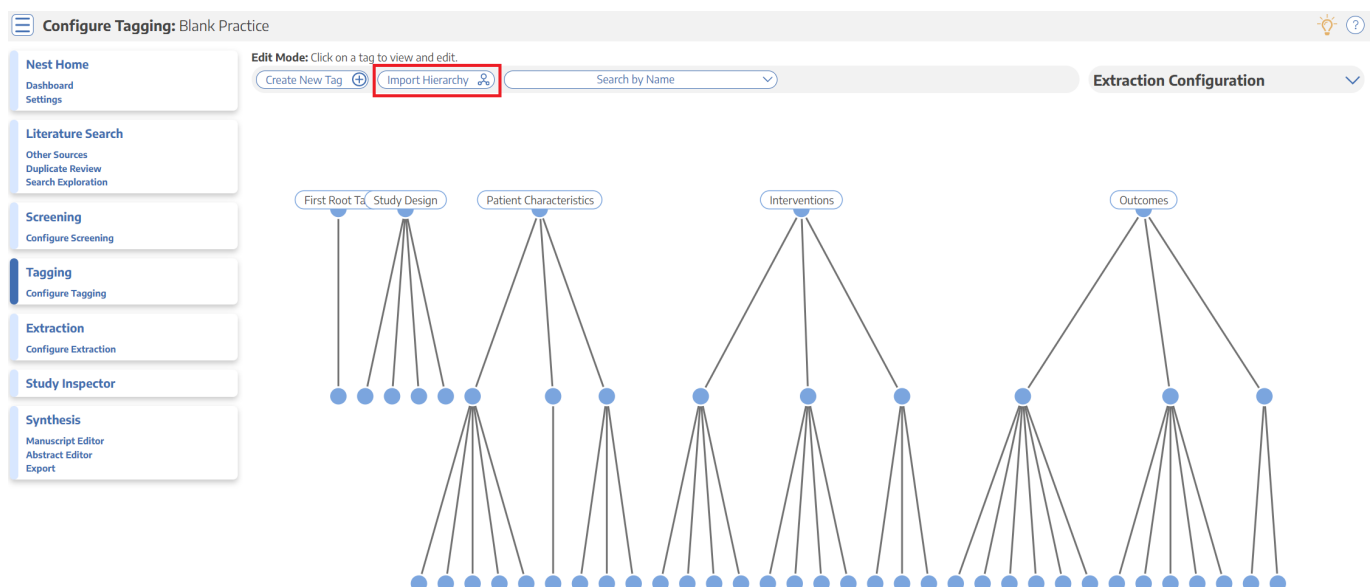 Configure Tagging: Blank Practice
?
Nest Home
Dashboard
Settings
Literature Search
Other Sources
Duplicate Review
Search Exploration
Screening
Configure Screening
Tagging
Configure Tagging
Extraction
Configure Extraction
Study Inspector
Synthesis
Manuscript Editor
Abstract Editor
Export
Edit Mode: Click on a tag to view and edit.
Create New Tag
Import Hierarchy
Search by Name
Extraction Configuration
First Root Ta
Study Design
Patient Characteristics
Interventions
Outcomes